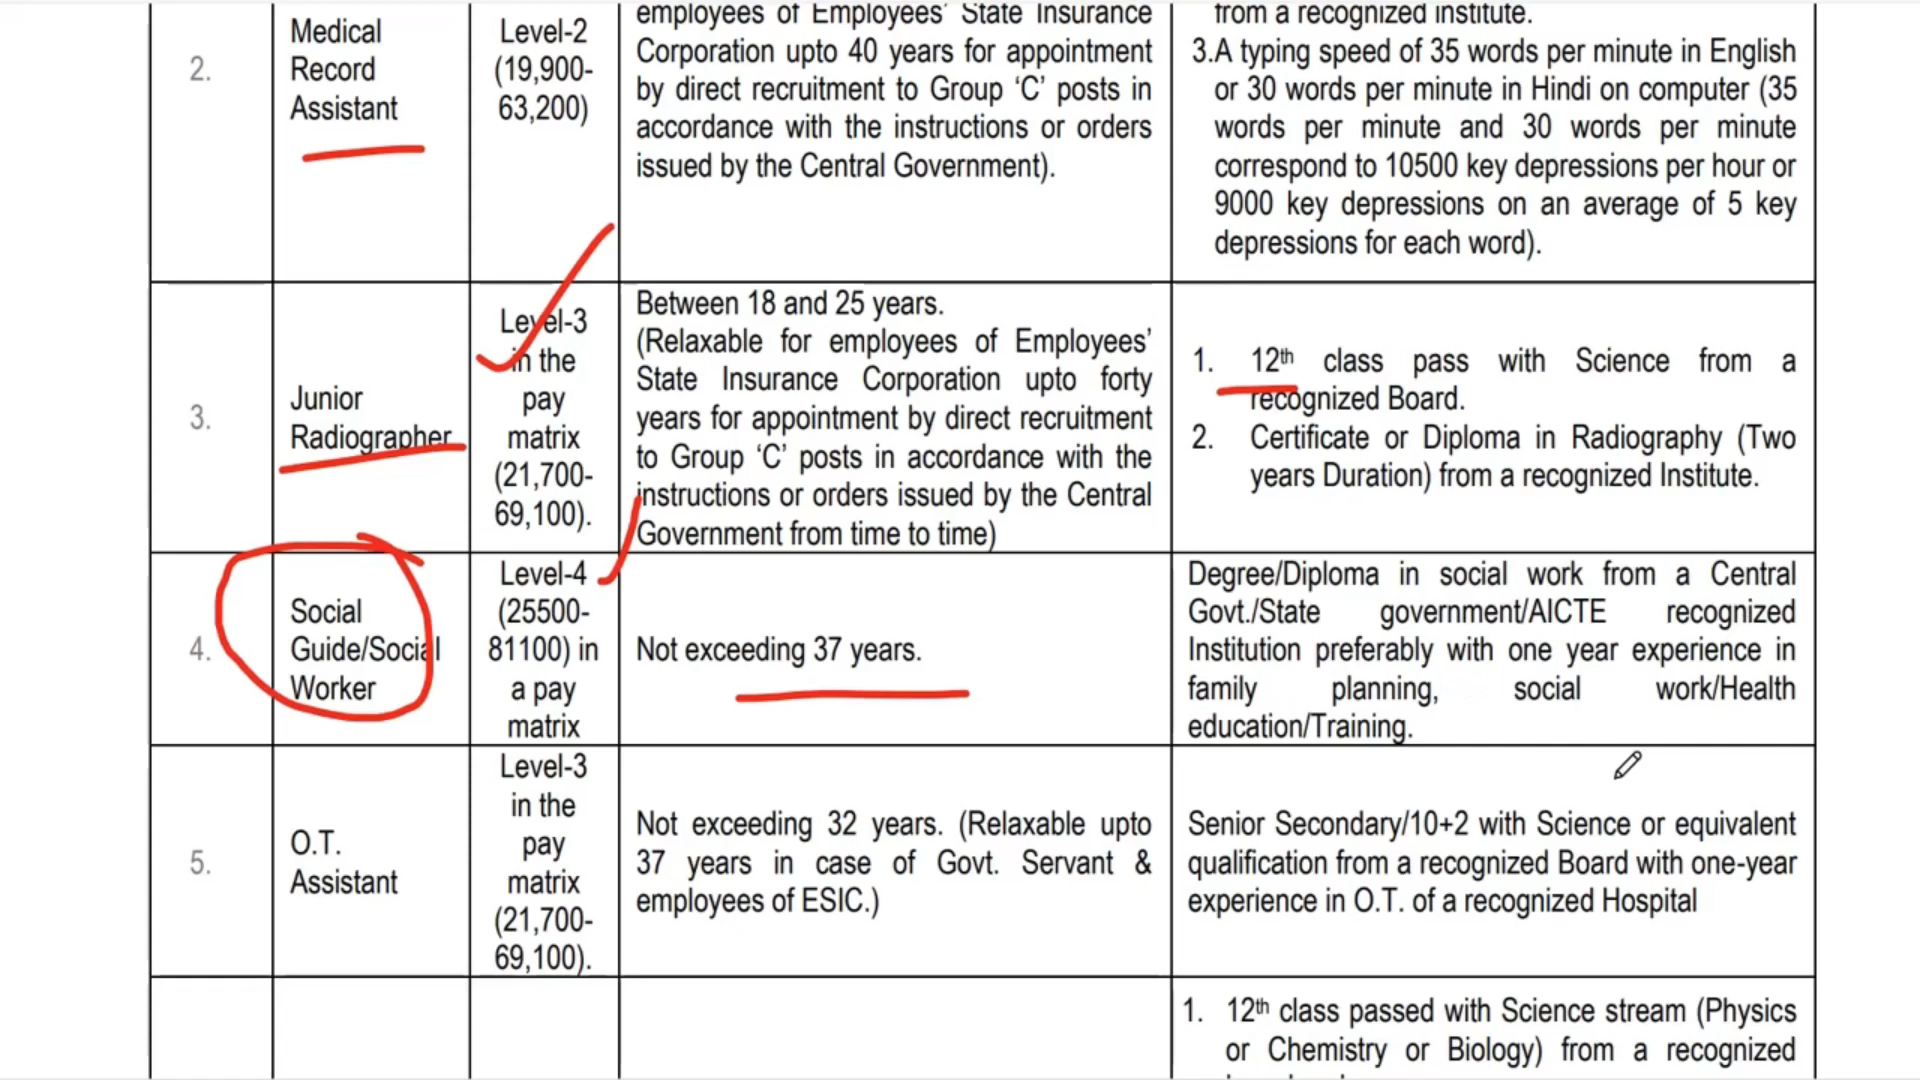 2.
Medical
Record
Assistant
Level-2
(19,900-
63,200)
employees of Employees’ State Insurance
Corporation upto 40 years for appointment
by direct recruitment to Group ‘C’ posts in
accordance with the instructions or orders
issued by the Central Government).
from a recognized institute.
3.A typing speed of 35 words per minute in English
or 30 words per minute in Hindi on computer (35
words per minute and 30 words per minute
correspond to 10500 key depressions per hour or
9000 key depressions on an average of 5 key
depressions for each word).
3.
Junior
Radiographer
Level-3
in the
pay
matrix
(21,700-
69,100).
Between 18 and 25 years.
(Relaxable for employees of Employees’
State Insurance Corporation upto forty
years for appointment by direct recruitment
to Group ‘C’ posts in accordance with the
instructions or orders issued by the Central
Government from time to time)
1. 12th class pass with Science from a
recognized Board.
2. Certificate or Diploma in Radiography (Two
years Duration) from a recognized Institute.
4.
Social
Guide/Social
Worker
Level-4
(25500-
81100) in
a pay
matrix
Not exceeding 37 years.
Degree/Diploma in social work from a Central
Govt./State government/AICTE recognized
Institution preferably with one year experience in
family planning, social work/Health
education/Training.
5.
O.T.
Assistant
Level-3
in the
pay
matrix
(21,700-
69,100).
Not exceeding 32 years. (Relaxable upto
37 years in case of Govt. Servant &
employees of ESIC.)
Senior Secondary/10+2 with Science or equivalent
qualification from a recognized Board with one-year
experience in O.T. of a recognized Hospital
1. 12th class passed with Science stream (Physics
or Chemistry or Biology) from a recognized